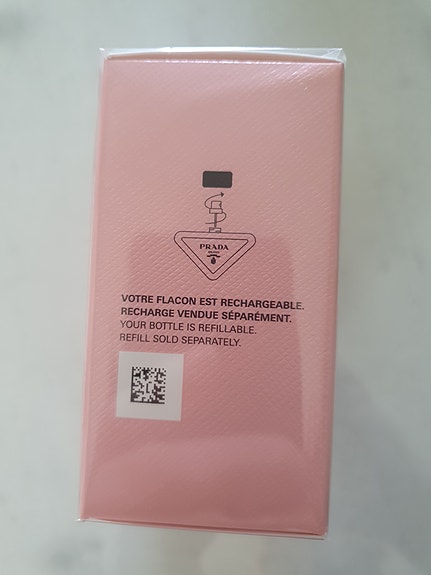 PRADA
VOTRE FLACON EST RECHARGEABLE.
RECHARGE VENDUE SÉPARÉMENT.
YOUR BOTTLE IS REFILLABLE.
REFILL SOLD SEPARATELY.